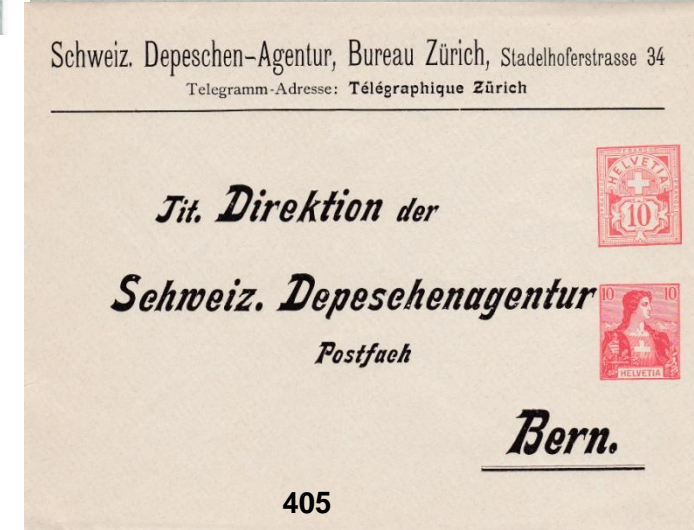 Schweiz. Depeschen-Agentur, Bureau Zürich, Stadelhoferstrasse 34
Telegramm-Adresse: Télégraphique Zürich
HELVETIA
10
Tit. Direktion der
Schweiz. Depeschenagentur
10 10
HELVETIA
Postfach
Bern.
405